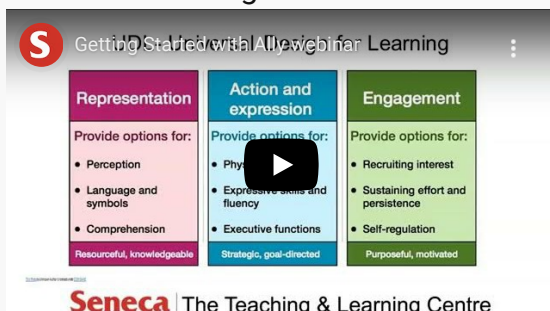 S
Getting Started with Ally webinar
UDL: Universal Design for Learning
Representation
Provide options for:
• Perception
• Language and
symbols
• Comprehension
Resourceful, knowledgeable
Action and
expression
Provide options for:
•
• Expressive skills and
fluency
• Executive functions
Strategic, goal-directed
Engagement
Provide options for:
• Recruiting interest
• Sustaining effort and
persistence
• Self-regulation
Purposeful, motivated
Seneca | The Teaching & Learning Centre